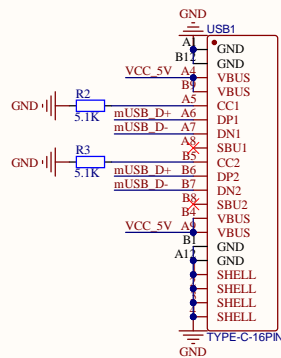 GND
USB1
A1
GND
B12
GND
VCC_5V
A4
VBUS
B9
VBUS
GND
R2
5.1K
A5
CC1
mUSB_D+
A6
DP1
mUSB_D-
A7
DN1
A8
SBU1
GND
R3
5.1K
B5
CC2
mUSB_D+
B6
DP2
mUSB_D-
B7
DN2
B8
SBU2
B4
VBUS
VCC_5V
A9
VBUS
B1
GND
A12
GND
SHELL
SHELL
SHELL
SHELL
TYPE-C-16PIN
GND